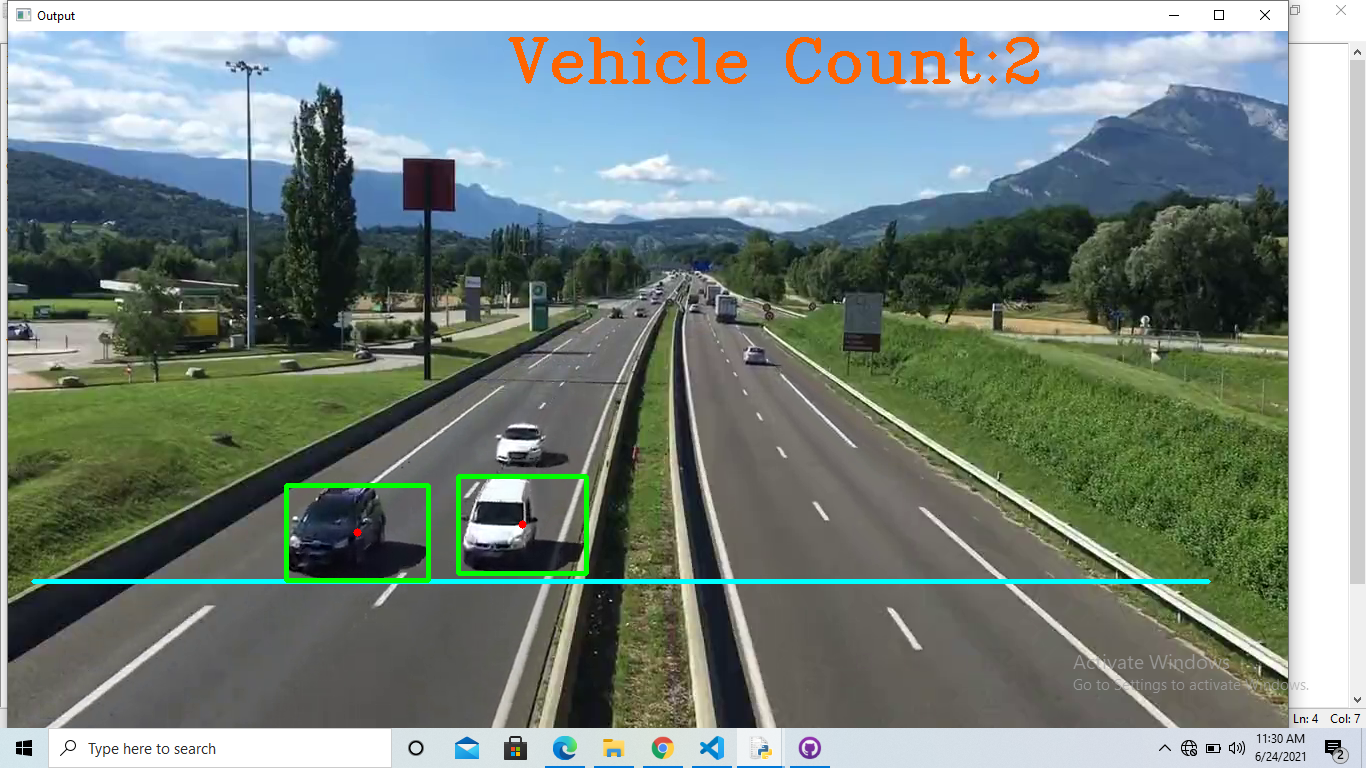 Output
Vehicle Count:2
Activate Windows
Go to Settings to activate Windows.
Ln: 4 Col: 7
Type here to search
11:30 AM
6/24/2021
2